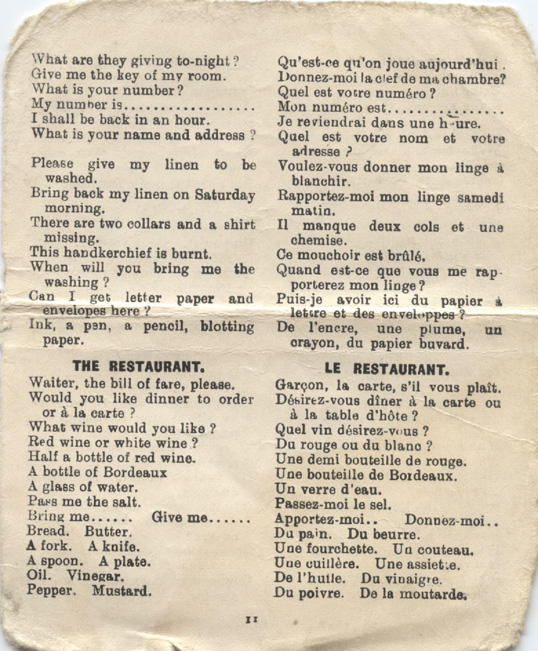 What are they giving to-night ?
Give me the key of my room.
What is your number ?
My number is..................
I shall be back in an hour.
What is your name and address ?
Please give my linen to be
washed.
Bring back my linen on Saturday
morning.
There are two collars and a shirt
missing.
This handkerchief is burnt.
When will you bring me the
washing ?
Can I get letter paper and
envelopes here ?
Ink, a pen, a pencil, blotting
paper.
THE RESTAURANT.
Waiter, the bill of fare, please.
Would you like dinner to order
or à la carte ?
What wine would you like ?
Red wine or white wine ?
Half a bottle of red wine.
A bottle of Bordeaux
A glass of water.
Pass me the salt.
Bring me...... Give me......
Bread. Butter.
A fork. A knife.
A spoon. A plate.
Oil. Vinegar.
Pepper. Mustard.
Qu'est-ce qu'on joue aujourd'hui .
Donnez-moi la clef de ma chambre?
Quel est votre numéro ?
Mon numéro est................
Je reviendrai dans une heure.
Quel est votre nom et votre
adresse ?
Voulez-vous donner mon linge à
blanchir.
Rapportez-moi mon linge samedi
matin.
Il manque deux cols et une
chemise.
Ce mouchoir est brûlé.
Quand est-ce que vous me rap-
porterez mon linge ?
Puis-je avoir ici du papier à
lettre et des enveloppes ?
De l'encre, une plume, un
crayon, du papier buvard.
LE RESTAURANT.
Garçon, la carte, s'il vous plaît.
Désirez-vous dîner à la carte ou
à la table d'hôte ?
Quel vin désirez-vous ?
Du rouge ou du blanc ?
Une demi bouteille de rouge.
Une bouteille de Bordeaux.
Un verre d'eau.
Passez-moi le sel.
Apportez-moi.. Donnez-moi..
Du pain. Du beurre.
Une fourchette. Un couteau.
Une cuillère. Une assiette.
De l'huile. Du vinaigre.
Du poivre. De la moutarde.
11